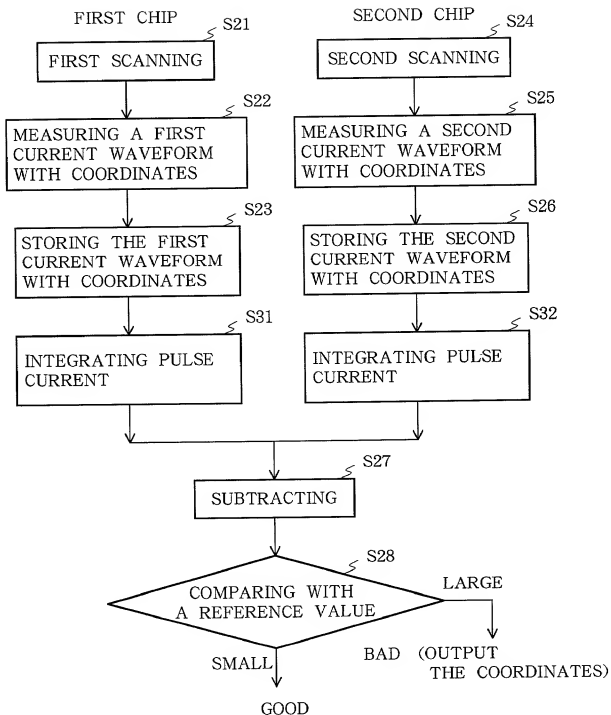 FIRST CHIP
S21
FIRST SCANNING
S22
MEASURING A FIRST
CURRENT WAVEFORM
WITH COORDINATES
S23
STORING THE FIRST
CURRENT WAVEFORM
WITH COORDINATES
S31
INTEGRATING PULSE
CURRENT
SECOND CHIP
S24
SECOND SCANNING
S25
MEASURING A SECOND
CURRENT WAVEFORM
WITH COORDINATES
S26
STORING THE SECOND
CURRENT WAVEFORM
WITH COORDINATES
S32
INTEGRATING PULSE
CURRENT
S27
SUBTRACTING
S28
COMPARING WITH
A REFERENCE VALUE
LARGE
BAD (OUTPUT
THE COORDINATES)
SMALL
GOOD